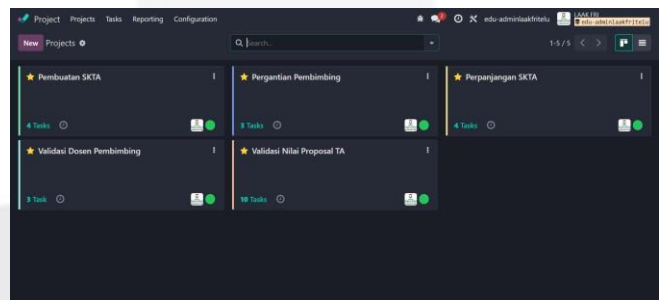 Project Projects Tasks Reporting Configuration edu-adminlaakfritelu LAAK FRI
edu-adminlaakfritelu
New Projects Search... 1-5 / 5
Pembuatan SKTA
4 Tasks
Pergantian Pembimbing
3 Tasks
Perpanjangan SKTA
4 Tasks
Validasi Dosen Pembimbing
3 Task
Validasi Nilai Proposal TA
10 Tasks